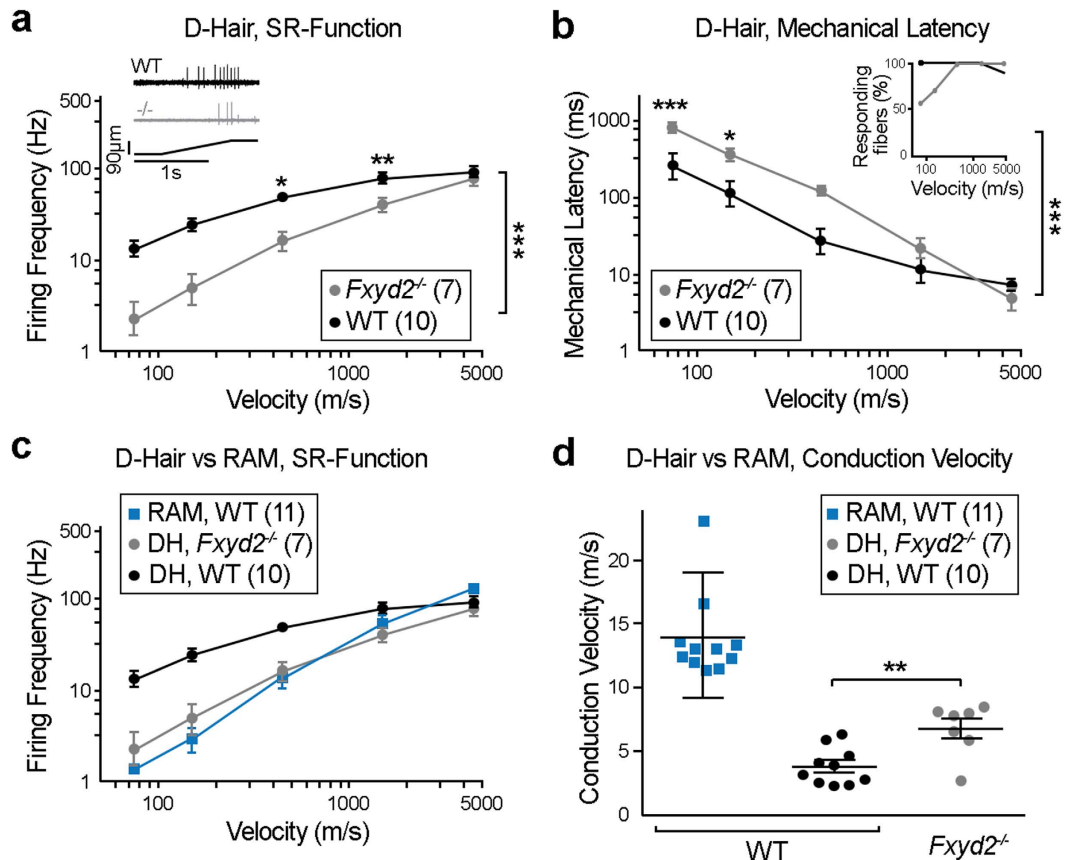 a
D-Hair, SR-Function
WT
-/-
90µm
1s
500
100
10
1
Firing Frequency (Hz)
*
**
***
Fxyd2-/- (7)
WT (10)
100
1000
5000
Velocity (m/s)
b
D-Hair, Mechanical Latency
1000
100
10
1
Mechanical Latency (ms)
***
*
***
100
50
Responding
fibers (%)
100
1000
5000
Velocity (m/s)
Fxyd2-/- (7)
WT (10)
100
1000
5000
Velocity (m/s)
c
D-Hair vs RAM, SR-Function
RAM, WT (11)
DH, Fxyd2-/- (7)
DH, WT (10)
500
100
10
1
Firing Frequency (Hz)
100
1000
5000
Velocity (m/s)
d
D-Hair vs RAM, Conduction Velocity
RAM, WT (11)
DH, Fxyd2-/- (7)
DH, WT (10)
20
15
10
5
0
Conduction Velocity (m/s)
**
WT
Fxyd2-/-